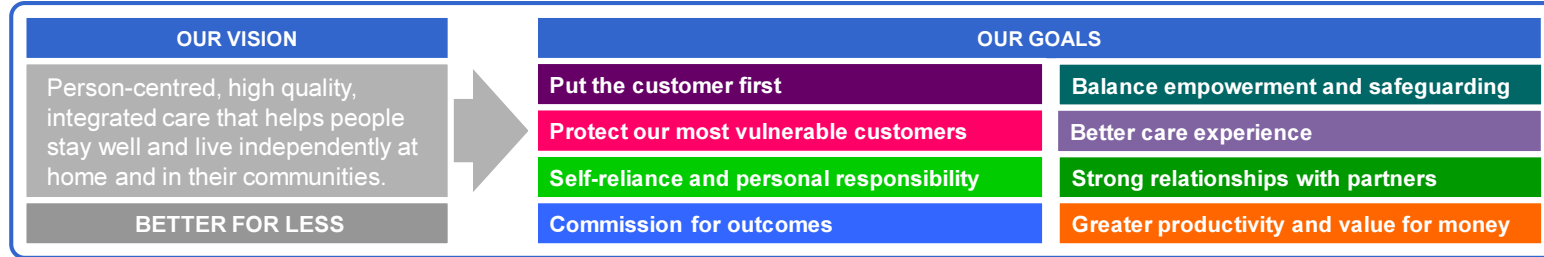 OUR VISION
Person-centred, high quality,
integrated care that helps people
stay well and live independently at
home and in their communities.
BETTER FOR LESS
OUR GOALS
Put the customer first
Protect our most vulnerable customers
Self-reliance and personal responsibility
Commission for outcomes
Balance empowerment and safeguarding
Better care experience
Strong relationships with partners
Greater productivity and value for money